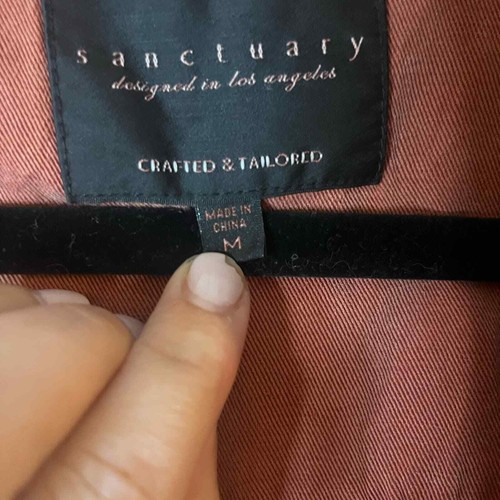 sanctuary
designed in los angeles
CRAFTED & TAILORED
MADE IN
CHINA
M